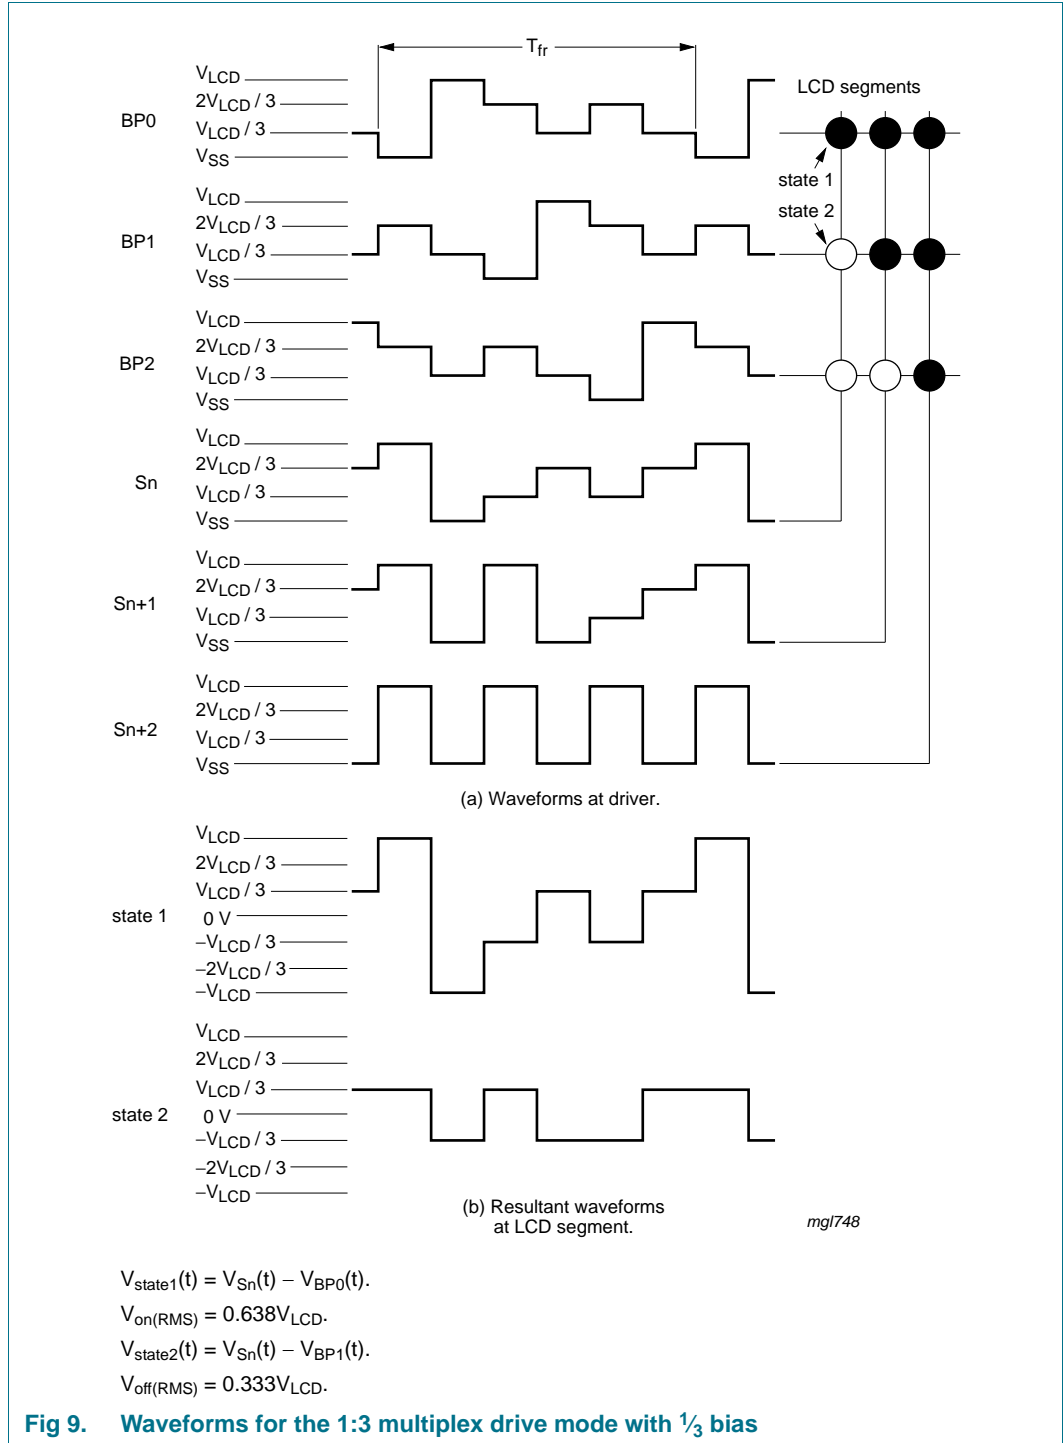 Tfr
VLCD
2VLCD / 3
BP0
VLCD / 3
VSS
LCD segments
state 1
state 2
VLCD
2VLCD / 3
BP1
VLCD / 3
VSS
VLCD
2VLCD / 3
BP2
VLCD / 3
VSS
VLCD
2VLCD / 3
Sn
VLCD / 3
VSS
VLCD
2VLCD / 3
Sn+1
VLCD / 3
VSS
VLCD
2VLCD / 3
Sn+2
VLCD / 3
VSS
(a) Waveforms at driver.
VLCD
2VLCD / 3
VLCD / 3
state 1
0 V
−VLCD / 3
−2VLCD / 3
−VLCD
VLCD
2VLCD / 3
VLCD / 3
state 2
0 V
−VLCD / 3
−2VLCD / 3
−VLCD
(b) Resultant waveforms
at LCD segment.
mgl748
Vstate1(t) = VSn(t) − VBP0(t).
Von(RMS) = 0.638VLCD.
Vstate2(t) = VSn(t) − VBP1(t).
Voff(RMS) = 0.333VLCD.
Fig 9. Waveforms for the 1:3 multiplex drive mode with 1⁄3 bias